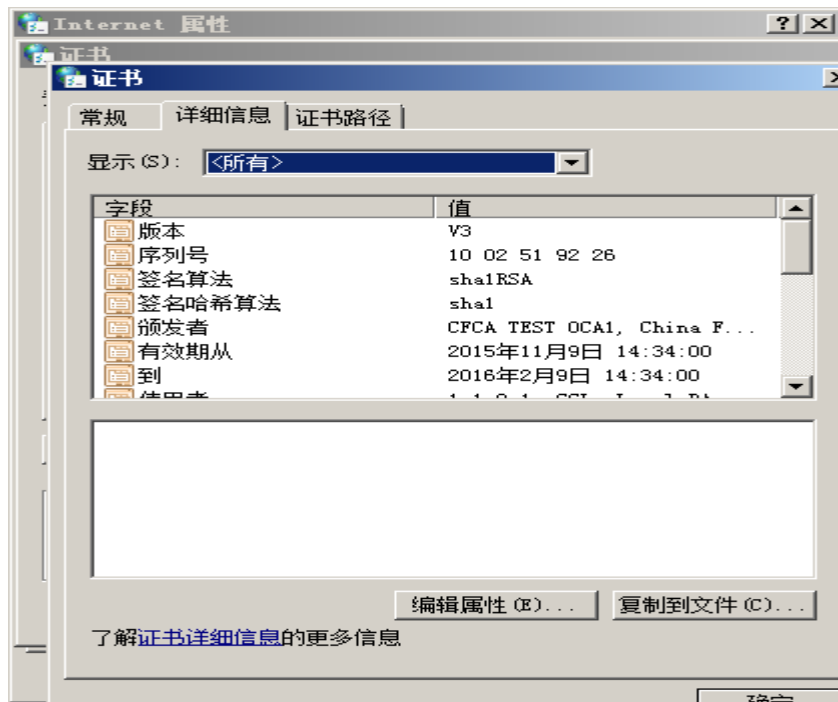 Internet 属性
证书
证书
常规 详细信息 证书路径
显示(S): <所有>
字段 值
版本 V3
序列号 10 02 51 92 26
签名算法 sha1RSA
签名哈希算法 sha1
颁发者 CFCA TEST OCA1, China F...
有效期从 2015年11月9日 14:34:00
到 2016年2月9日 14:34:00
使用者
编辑属性(E)... 复制到文件(C)...
了解证书详细信息的更多信息
确定